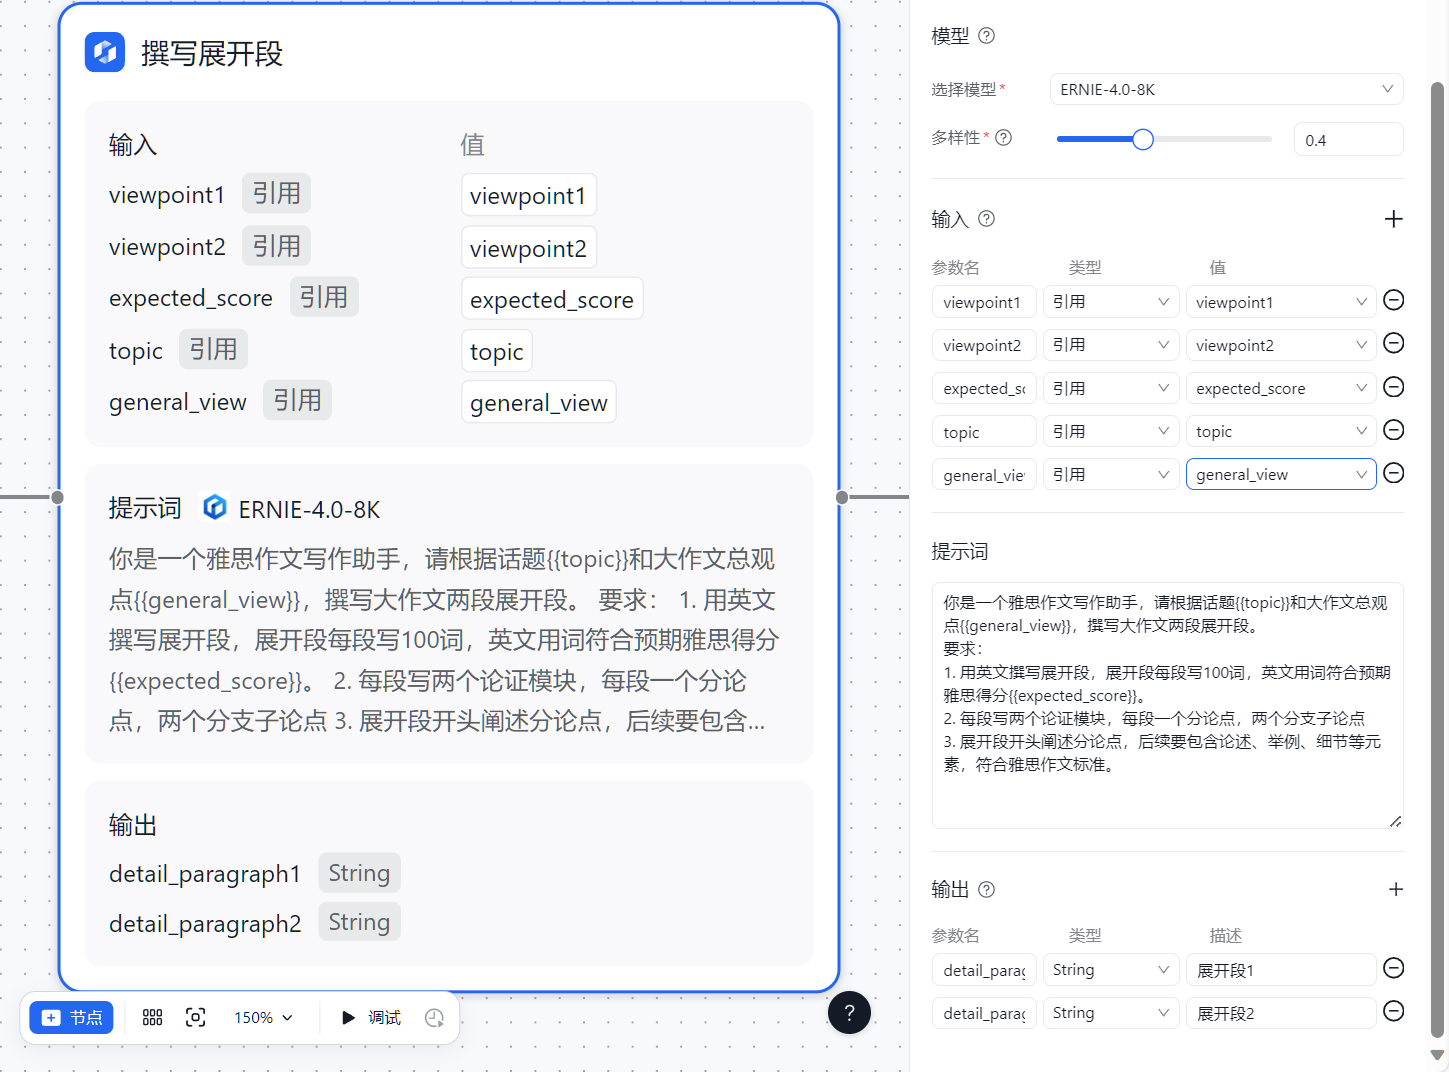 撰写展开段
输入 值
viewpoint1 引用 viewpoint1
viewpoint2 引用 viewpoint2
expected_score 引用 expected_score
topic 引用 topic
general_view 引用 general_view
提示词 ERNIE-4.0-8K
你是一个雅思作文写作助手，请根据话题{{topic}}和大作文总观
点{{general_view}}，撰写大作文两段展开段。 要求： 1. 用英文
撰写展开段，展开段每段写100词，英文用词符合预期雅思得分
{{expected_score}}。 2. 每段写两个论证模块，每段一个分论
点，两个分支子论点 3. 展开段开头阐述分论点，后续要包含...
输出
detail_paragraph1 String
detail_paragraph2 String
节点 150% 调试 ?
模型 ?
选择模型* ERNIE-4.0-8K
多样性* ? 0.4
输入 ?
参数名 类型 值
viewpoint1 引用 viewpoint1
viewpoint2 引用 viewpoint2
expected_sc 引用 expected_score
topic 引用 topic
general_vie 引用 general_view
提示词
你是一个雅思作文写作助手，请根据话题{{topic}}和大作文总观
点{{general_view}}，撰写大作文两段展开段。
要求：
1. 用英文撰写展开段，展开段每段写100词，英文用词符合预期
雅思得分{{expected_score}}。
2. 每段写两个论证模块，每段一个分论点，两个分支子论点
3. 展开段开头阐述分论点，后续要包含论述、举例、细节等元
素，符合雅思作文标准。
输出 ?
参数名 类型 描述
detail_parag String 展开段1
detail_parag String 展开段2